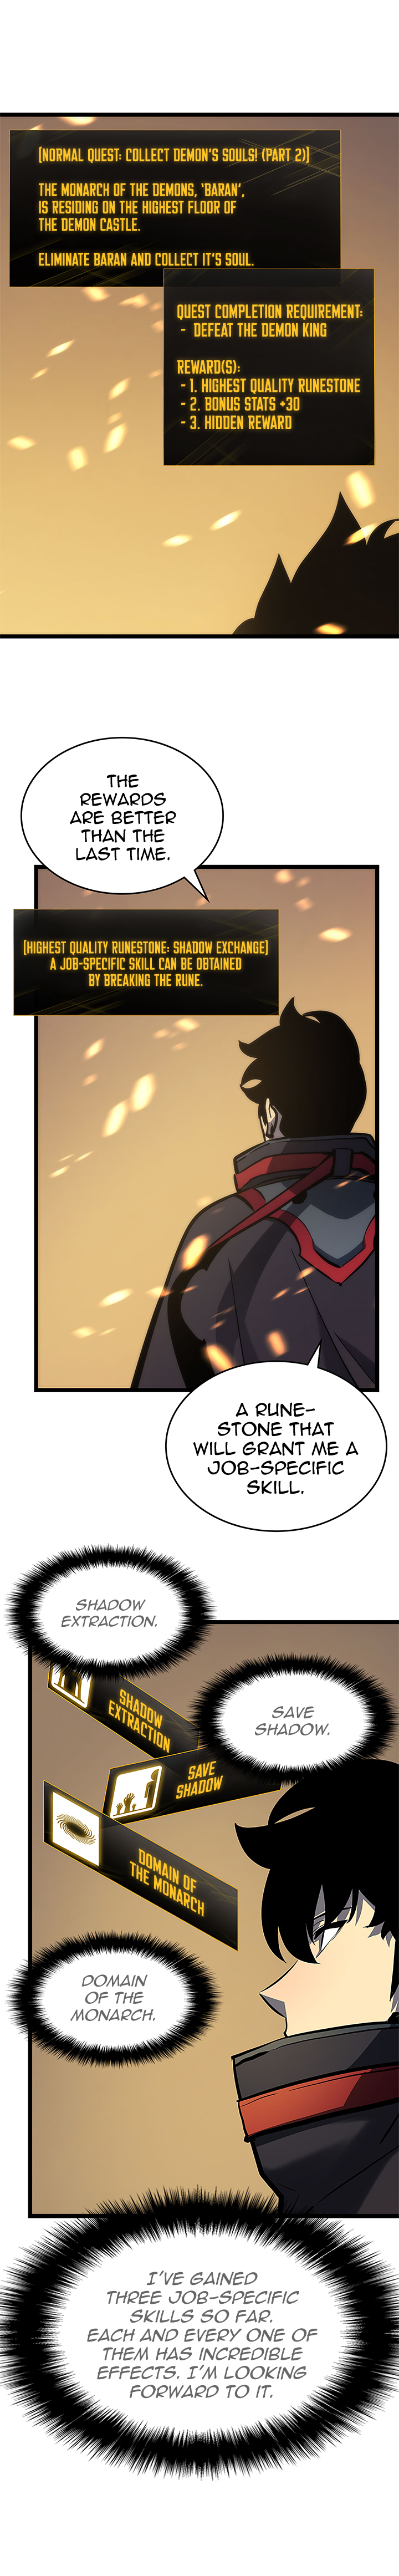 [NORMAL QUEST: COLLECT DEMON'S SOULS! (PART 2)]
THE MONARCH OF THE DEMONS, 'BARAN',
IS RESIDING ON THE HIGHEST FLOOR OF
THE DEMON CASTLE.
ELIMINATE BARAN AND COLLECT IT'S SOUL.
QUEST COMPLETION REQUIREMENT:
- DEFEAT THE DEMON KING
REWARD(S):
- 1. HIGHEST QUALITY RUNESTONE
- 2. BONUS STATS +30
- 3. HIDDEN REWARD
THE
REWARDS
ARE BETTER
THAN THE
LAST TIME.
[HIGHEST QUALITY RUNESTONE: SHADOW EXCHANGE]
A JOB-SPECIFIC SKILL CAN BE OBTAINED
BY BREAKING THE RUNE.
A RUNE-
STONE THAT
WILL GRANT ME A
JOB-SPECIFIC
SKILL.
SHADOW
EXTRACTION.
SHADOW
EXTRACTION
SAVE
SHADOW.
SAVE
SHADOW
DOMAIN OF
THE MONARCH
DOMAIN
OF THE
MONARCH.
I'VE GAINED
THREE JOB-SPECIFIC
SKILLS SO FAR.
EACH AND EVERY ONE OF
THEM HAS INCREDIBLE
EFFECTS. I'M LOOKING
FORWARD TO IT.